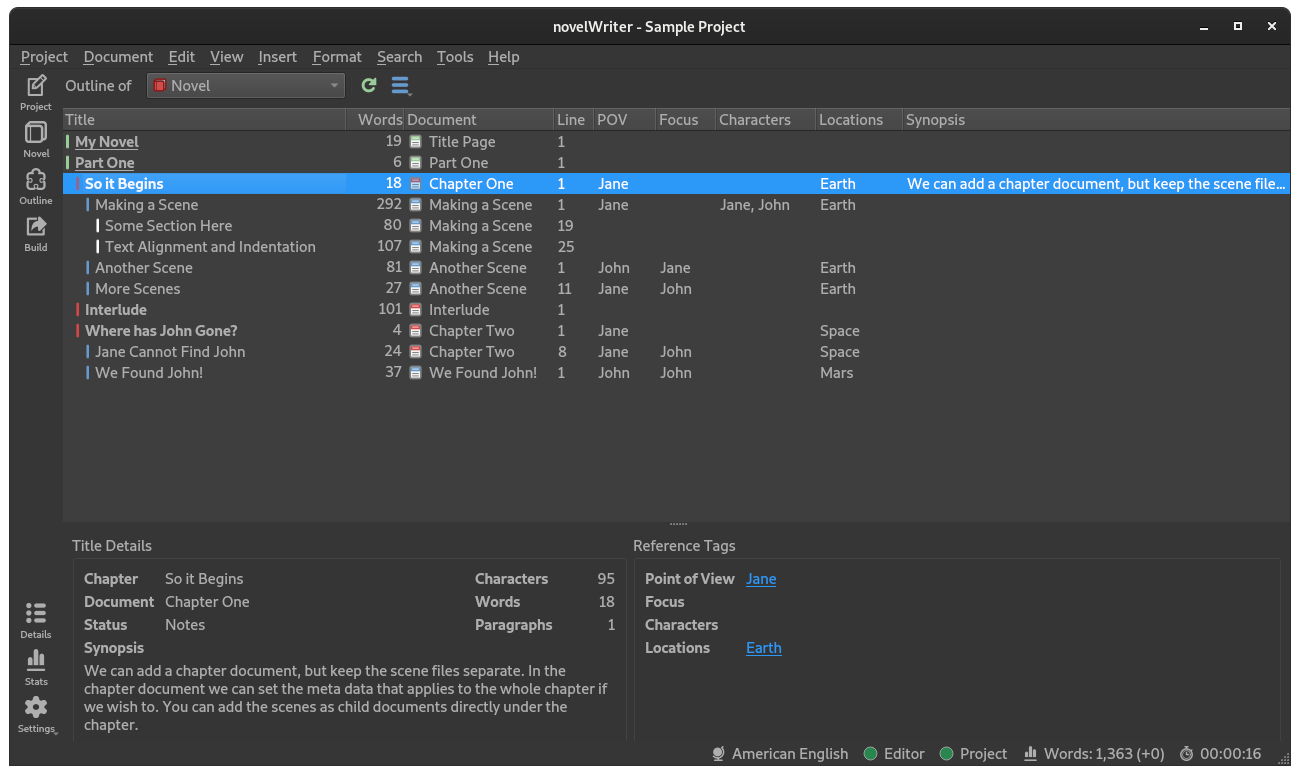 novelWriter - Sample Project
Project Document Edit View Insert Format Search Tools Help
Project
Outline of Novel
Title Words Document Line POV Focus Characters Locations Synopsis
My Novel 19 Title Page 1
Part One 6 Part One 1
So it Begins 18 Chapter One 1 Jane Earth We can add a chapter document, but keep the scene file...
Making a Scene 292 Making a Scene 1 Jane Jane, John Earth
Some Section Here 80 Making a Scene 19
Text Alignment and Indentation 107 Making a Scene 25
Another Scene 81 Another Scene 1 John Jane Earth
More Scenes 27 Another Scene 11 Jane John Earth
Interlude 101 Interlude 1
Where has John Gone? 4 Chapter Two 1 Jane Space
Jane Cannot Find John 24 Chapter Two 8 Jane John Space
We Found John! 37 We Found John! 1 John John Mars
Novel
Outline
Build
Details
Stats
Settings
Title Details
Chapter So it Begins Characters 95
Document Chapter One Words 18
Status Notes Paragraphs 1
Synopsis
We can add a chapter document, but keep the scene files separate. In the
chapter document we can set the meta data that applies to the whole chapter if
we wish to. You can add the scenes as child documents directly under the
chapter.
Reference Tags
Point of View Jane
Focus
Characters
Locations Earth
American English Editor Project Words: 1,363 (+0) 00:00:16